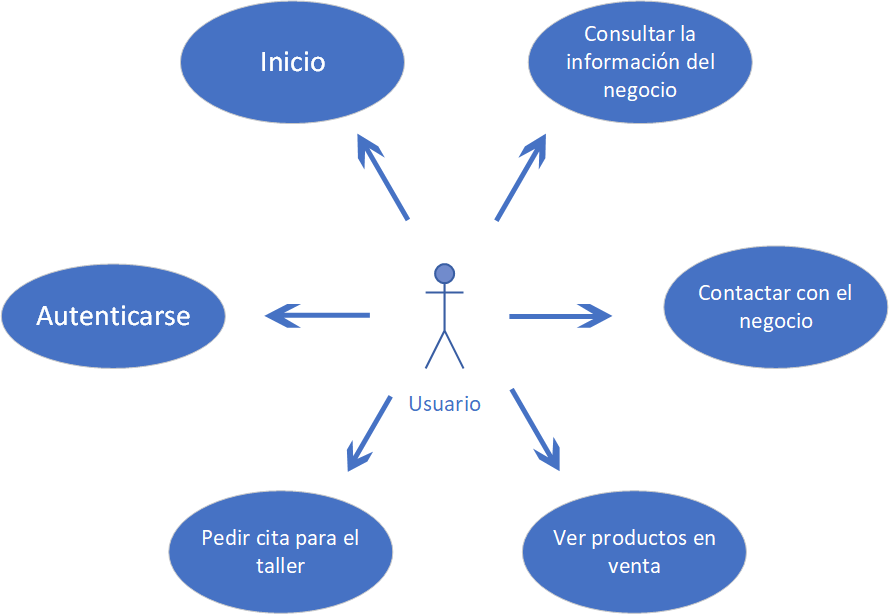 Inicio
Consultar la
información del
negocio
Autenticarse
Contactar con el
negocio
Usuario
Pedir cita para el
taller
Ver productos en
venta